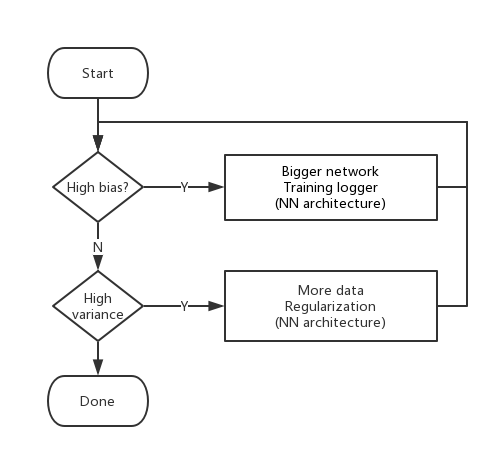 Start
High bias?
Y
Bigger network
Training logger
(NN architecture)
N
High
variance
Y
More data
Regularization
(NN architecture)
Done